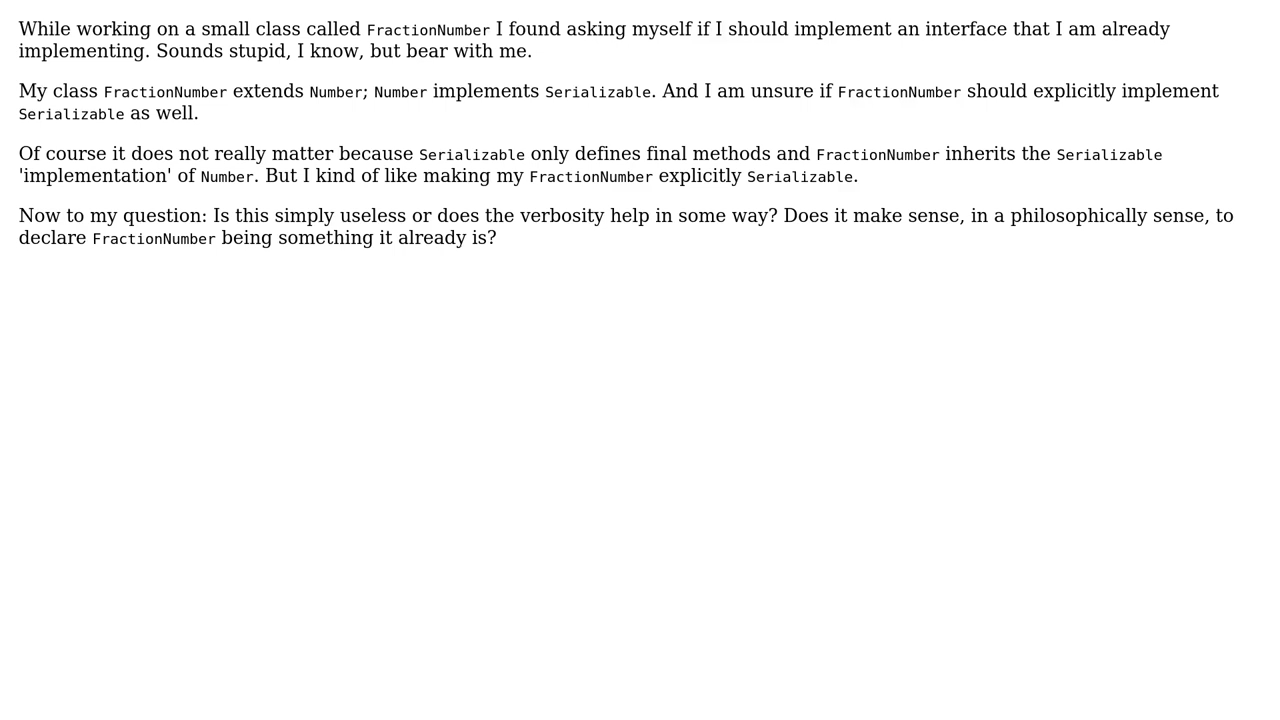 While working on a small class called FractionNumber I found asking myself if I should implement an interface that I am already
implementing. Sounds stupid, I know, but bear with me.
My class FractionNumber extends Number; Number implements Serializable. And I am unsure if FractionNumber should explicitly implement
Serializable as well.
Of course it does not really matter because Serializable only defines final methods and FractionNumber inherits the Serializable
'implementation' of Number. But I kind of like making my FractionNumber explicitly Serializable.
Now to my question: Is this simply useless or does the verbosity help in some way? Does it make sense, in a philosophically sense, to
declare FractionNumber being something it already is?